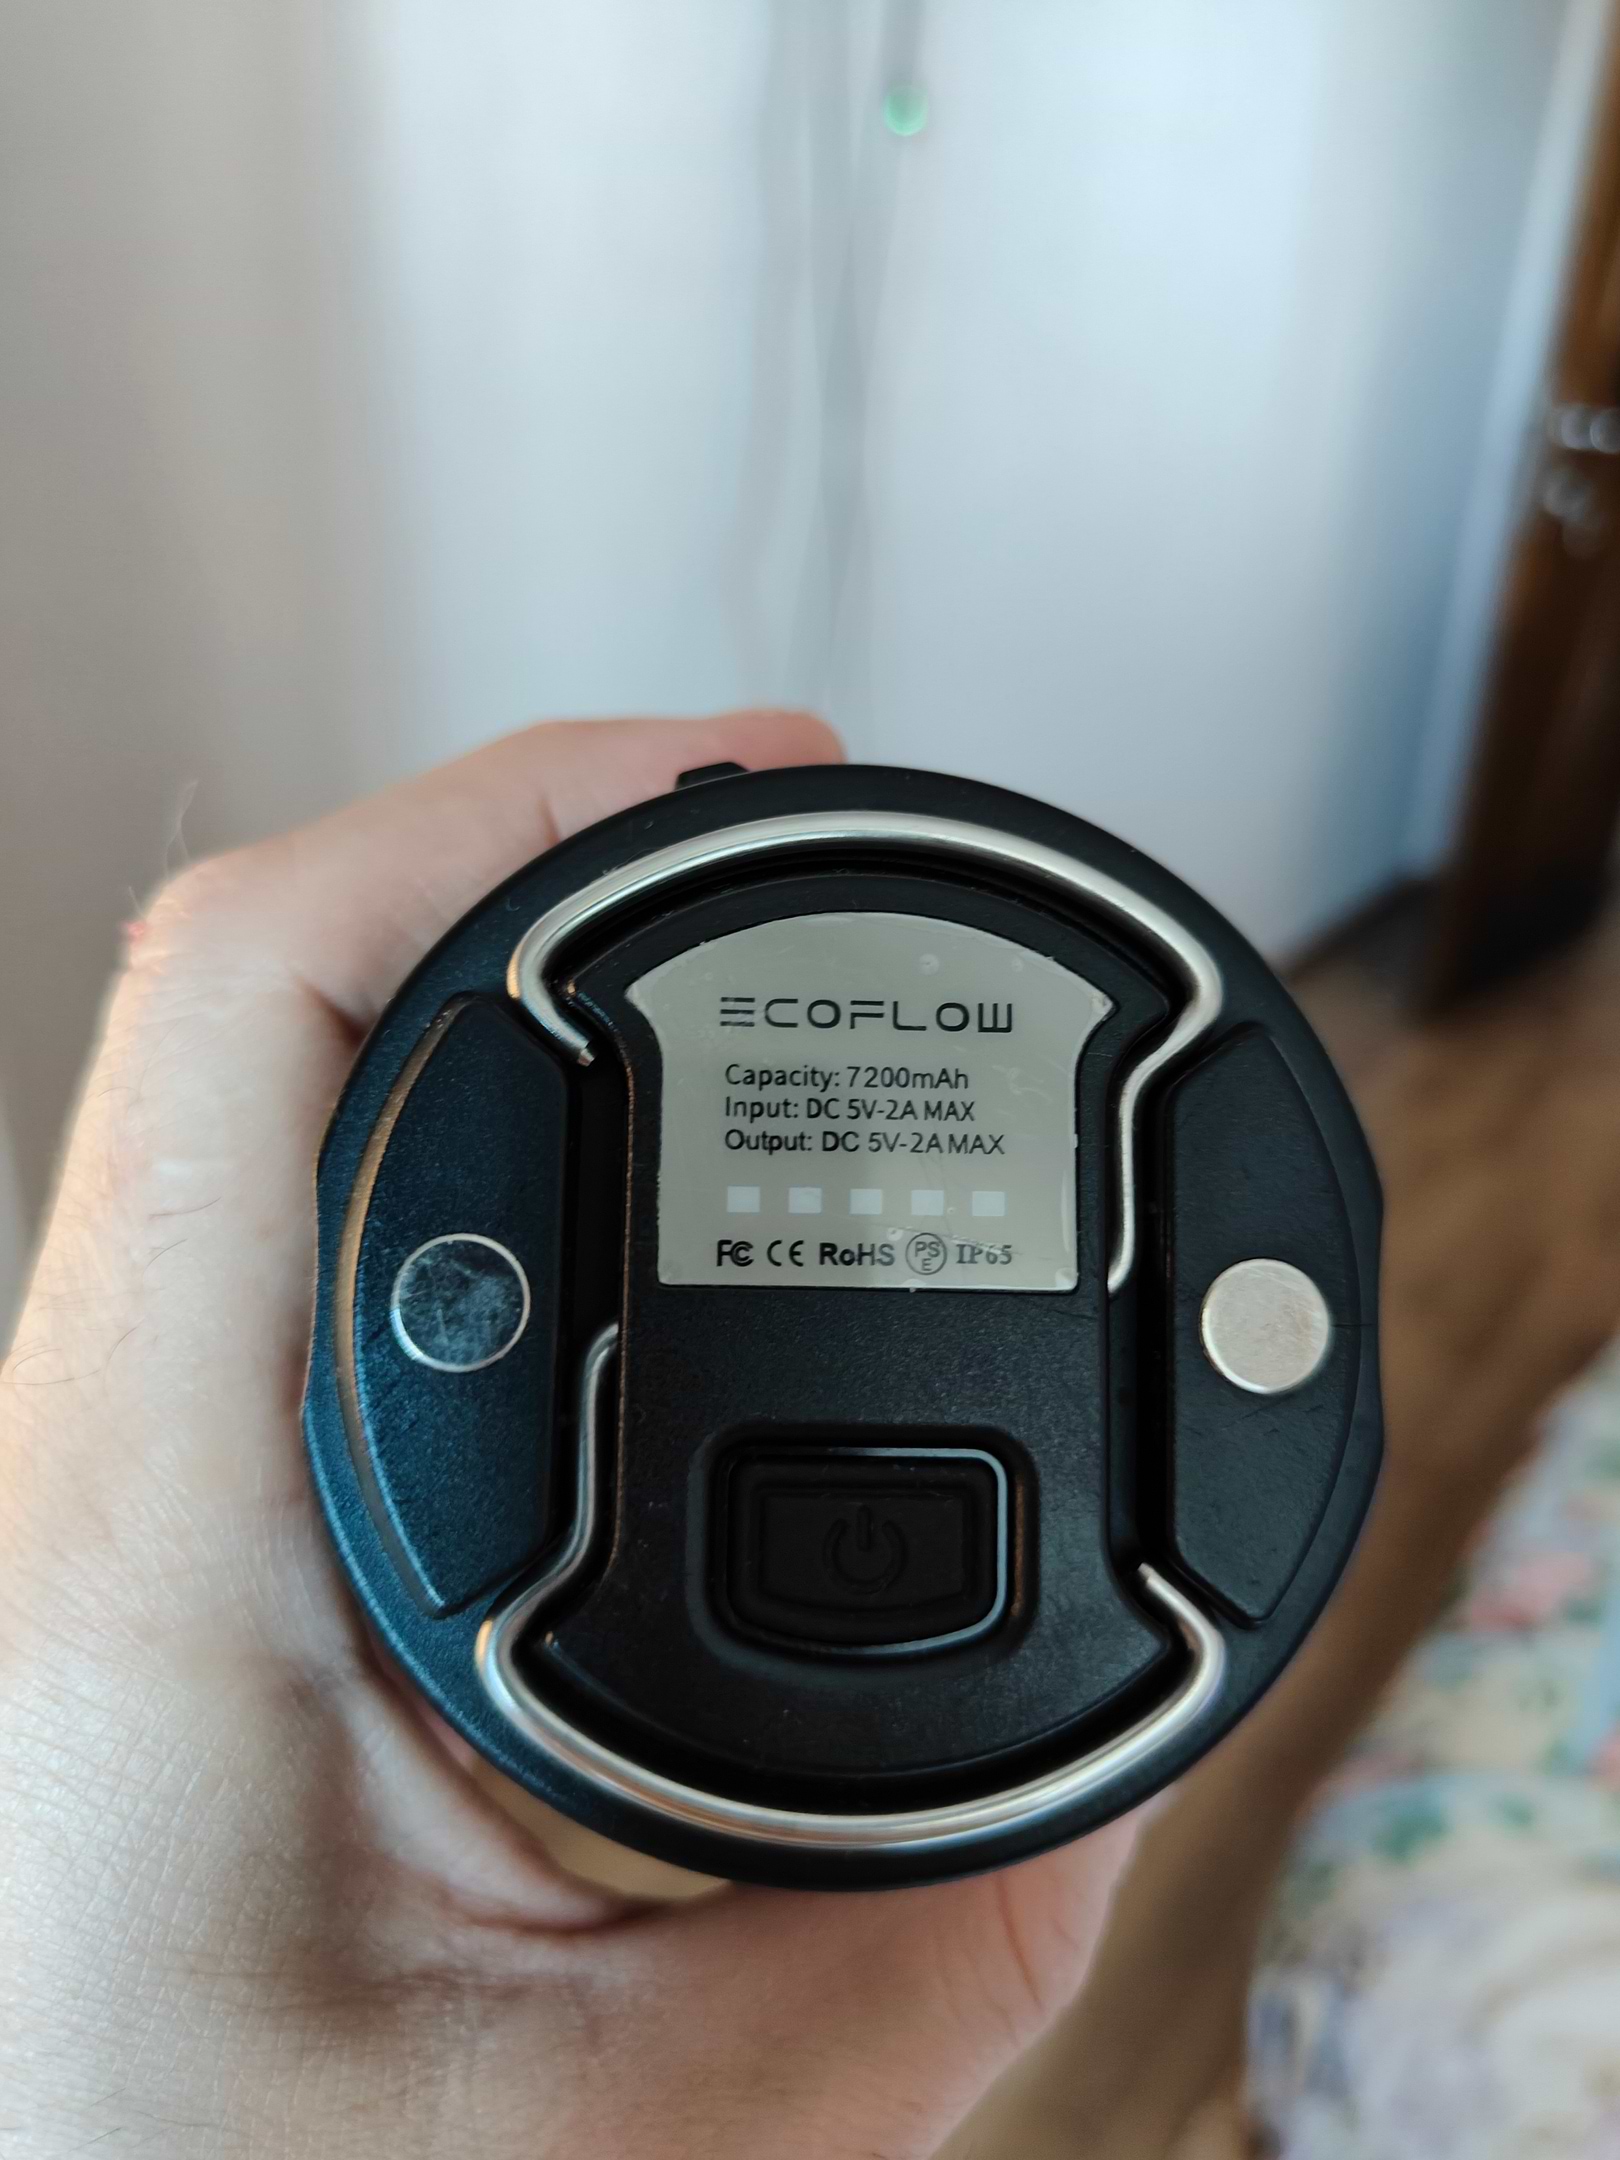 ECOFLOW
Capacity: 7200mAh
Input: DC 5V-2A MAX
Output: DC 5V-2A MAX
FC CE RoHS PSE IP65